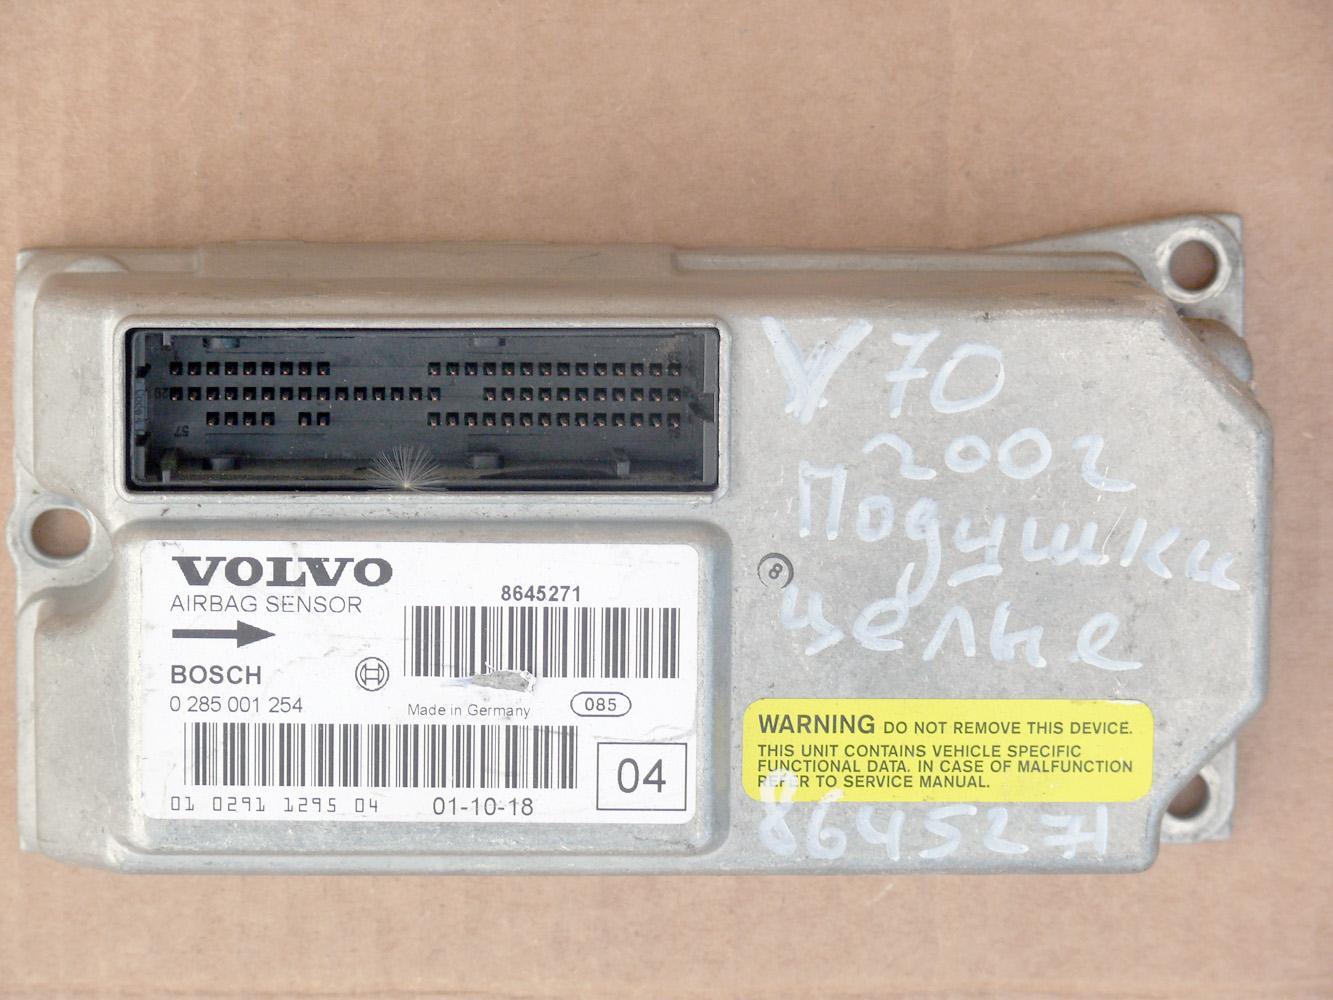 V70
2002
Подушки
целые
8
VOLVO
AIRBAG SENSOR
8645271
BOSCH
0 285 001 254
Made in Germany
085
04
01 0291 1295 04
01-10-18
WARNING DO NOT REMOVE THIS DEVICE.
THIS UNIT CONTAINS VEHICLE SPECIFIC
FUNCTIONAL DATA. IN CASE OF MALFUNCTION
REFER TO SERVICE MANUAL.
8645271
57